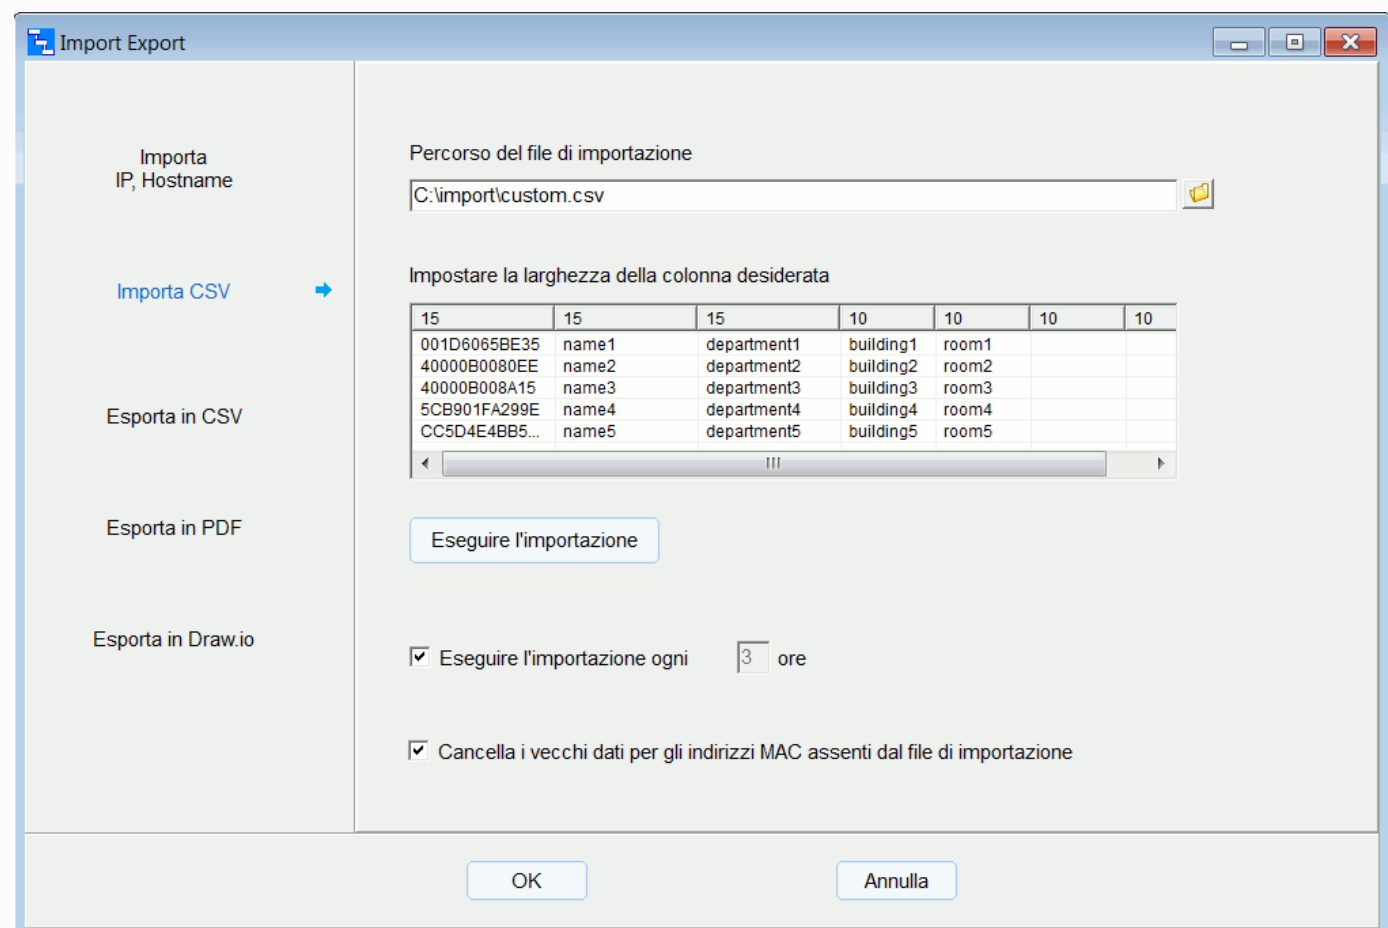 Import Export
Importa
IP, Hostname
Importa CSV
Esporta in CSV
Esporta in PDF
Esporta in Draw.io
Percorso del file di importazione
C:\import\custom.csv
Impostare la larghezza della colonna desiderata
15 15 15 10 10 10 10
001D6065BE35 name1 department1 building1 room1
40000B0080EE name2 department2 building2 room2
40000B008A15 name3 department3 building3 room3
5CB901FA299E name4 department4 building4 room4
CC5D4E4BB5... name5 department5 building5 room5
Eseguire l'importazione
Eseguire l'importazione ogni 3 ore
Cancella i vecchi dati per gli indirizzi MAC assenti dal file di importazione
OK Annulla